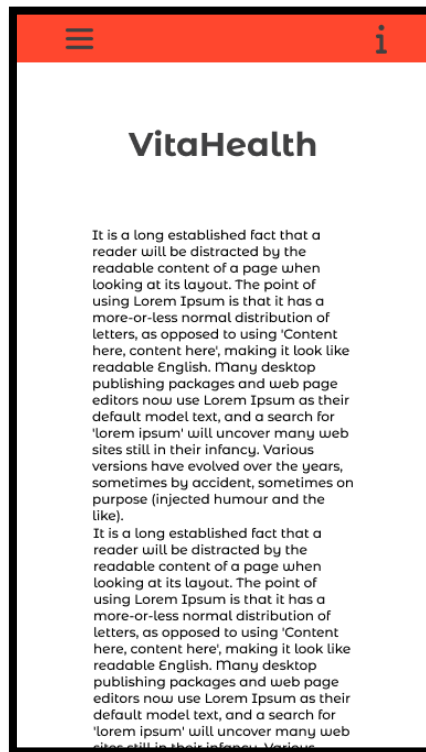 VitaHealth
It is a long established fact that a
reader will be distracted by the
readable content of a page when
looking at its layout. The point of
using Lorem Ipsum is that it has a
more-or-less normal distribution of
letters, as opposed to using 'Content
here, content here', making it look like
readable English. Many desktop
publishing packages and web page
editors now use Lorem Ipsum as their
default model text, and a search for
'lorem ipsum' will uncover many web
sites still in their infancy. Various
versions have evolved over the years,
sometimes by accident, sometimes on
purpose (injected humour and the
like).
It is a long established fact that a
reader will be distracted by the
readable content of a page when
looking at its layout. The point of
using Lorem Ipsum is that it has a
more-or-less normal distribution of
letters, as opposed to using 'Content
here, content here', making it look like
readable English. Many desktop
publishing packages and web page
editors now use Lorem Ipsum as their
default model text, and a search for
'lorem ipsum' will uncover many web
sites still in their infancy. Various